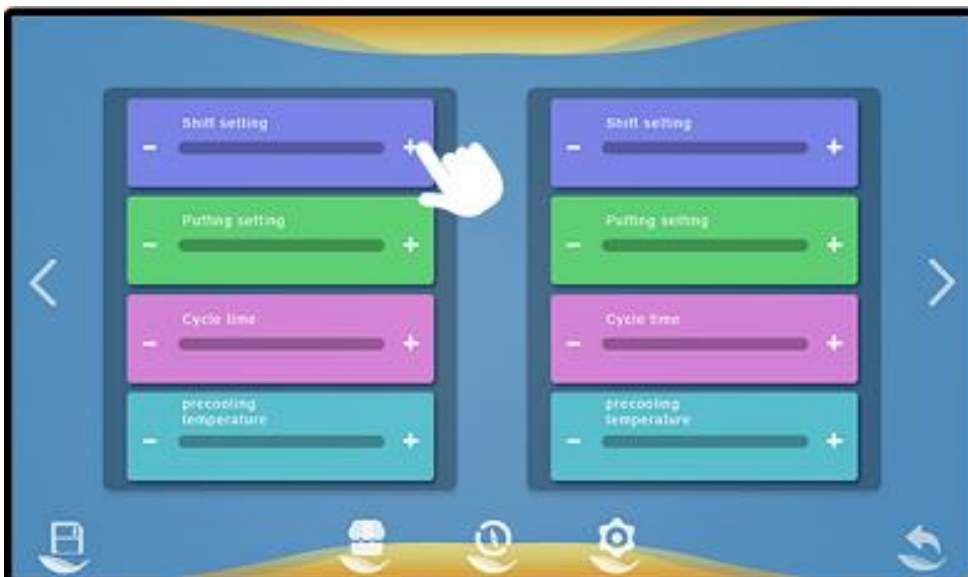 Shift setting
Puffing setting
Cycle time
precooling
temperature
Shift setting
Puffing setting
Cycle time
precooling
temperature